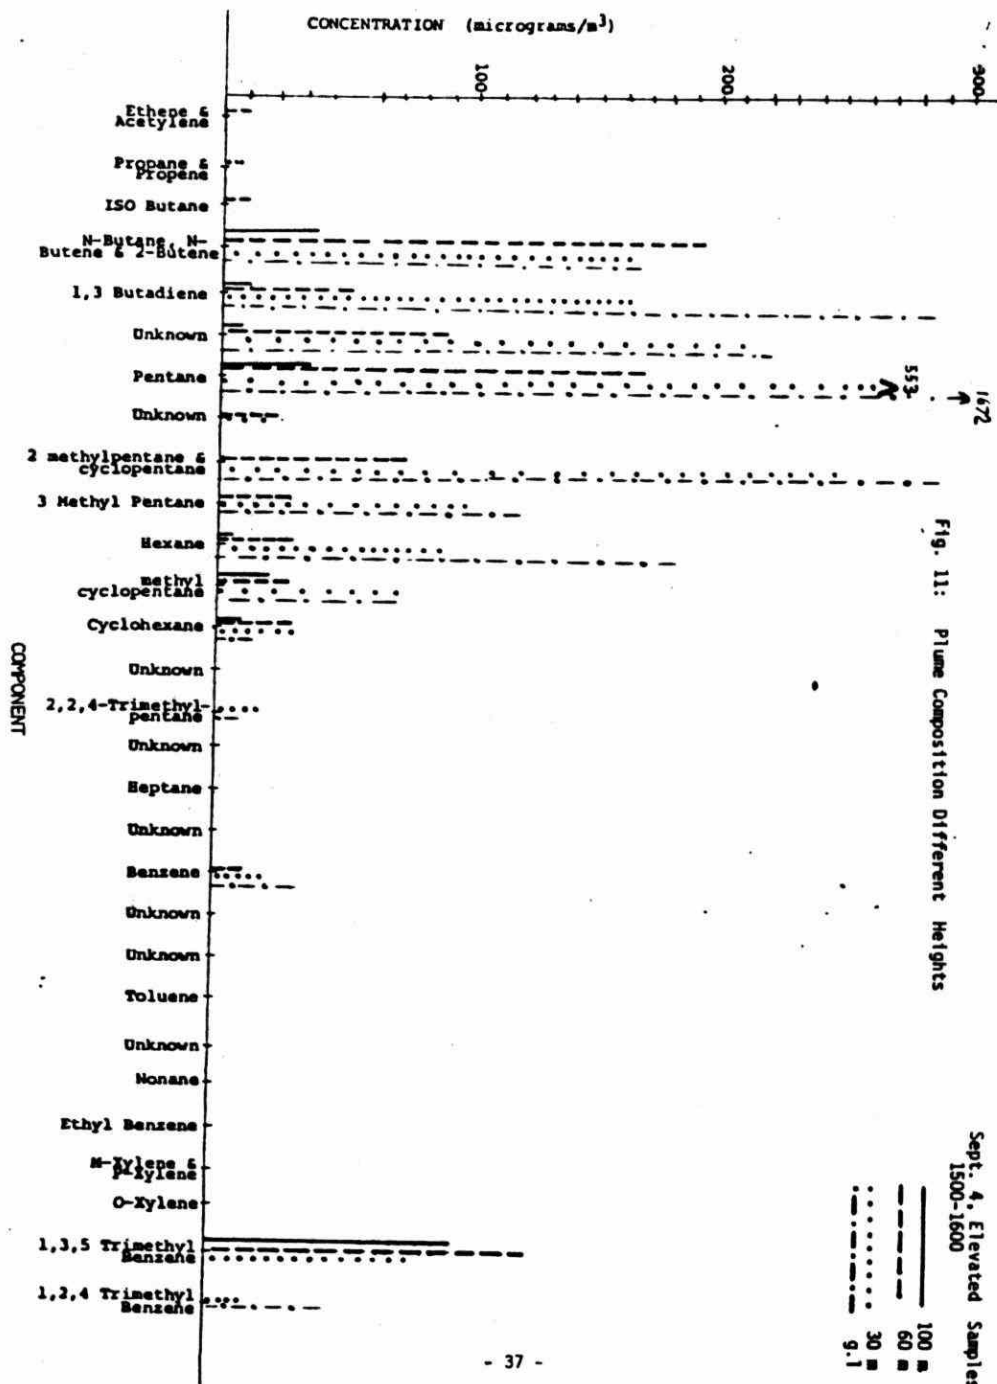 CONCENTRATION (micrograms/m³)
100
200
300
Ethene &
Acetylene
Propane &
Propene
ISO Butane
N-Butane, N-
Butene & 2-Butene
1,3 Butadiene
Unknown
Pentane
553
1672
Unknown
2 methylpentane &
cyclopentane
3 Methyl Pentane
Hexane
methyl
cyclopentane
Cyclohexane
Unknown
2,2,4-Trimethyl-
pentane
Unknown
Heptane
Unknown
Benzene
Unknown
Unknown
Toluene
Unknown
Nonane
Ethyl Benzene
M-Xylene &
P-Xylene
O-Xylene
1,3,5 Trimethyl
Benzene
1,2,4 Trimethyl
Benzene
COMPONENT
Fig. 11: Plume Composition Different Heights
Sept. 4, Elevated Samples
1500-1600
100 m
60 m
30 m
g.l
- 37 -